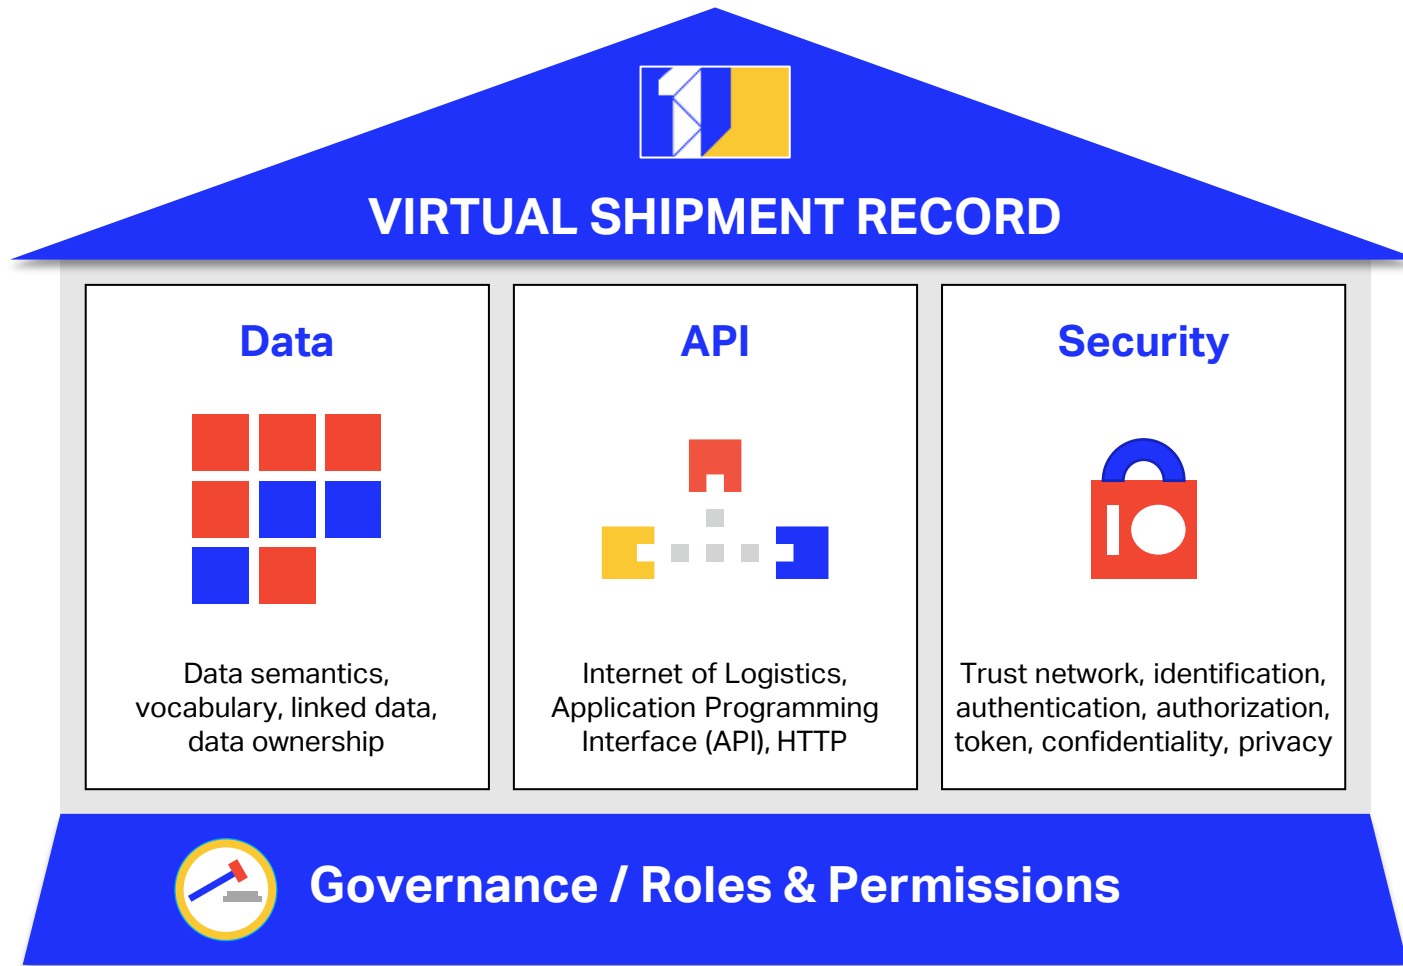 VIRTUAL SHIPMENT RECORD
Data
Data semantics,
vocabulary, linked data,
data ownership
API
Internet of Logistics,
Application Programming
Interface (API), HTTP
Security
Trust network, identification,
authentication, authorization,
token, confidentiality, privacy
Governance / Roles & Permissions